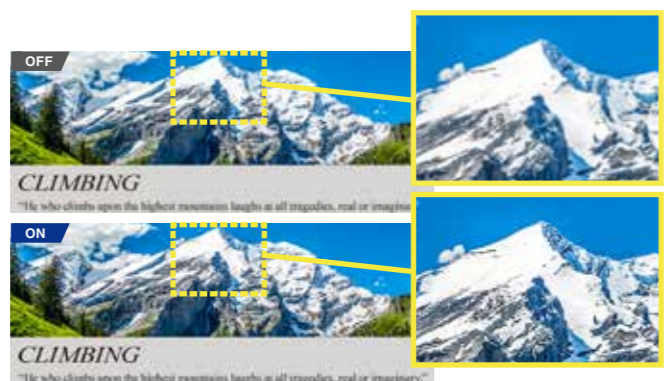 OFF
CLIMBING
"He who climbs upon the highest mountains laughs at all tragedies, real or
ON
CLIMBING
"He who climbs upon the highest mountains laughs at all tragedies, real or imaginary."